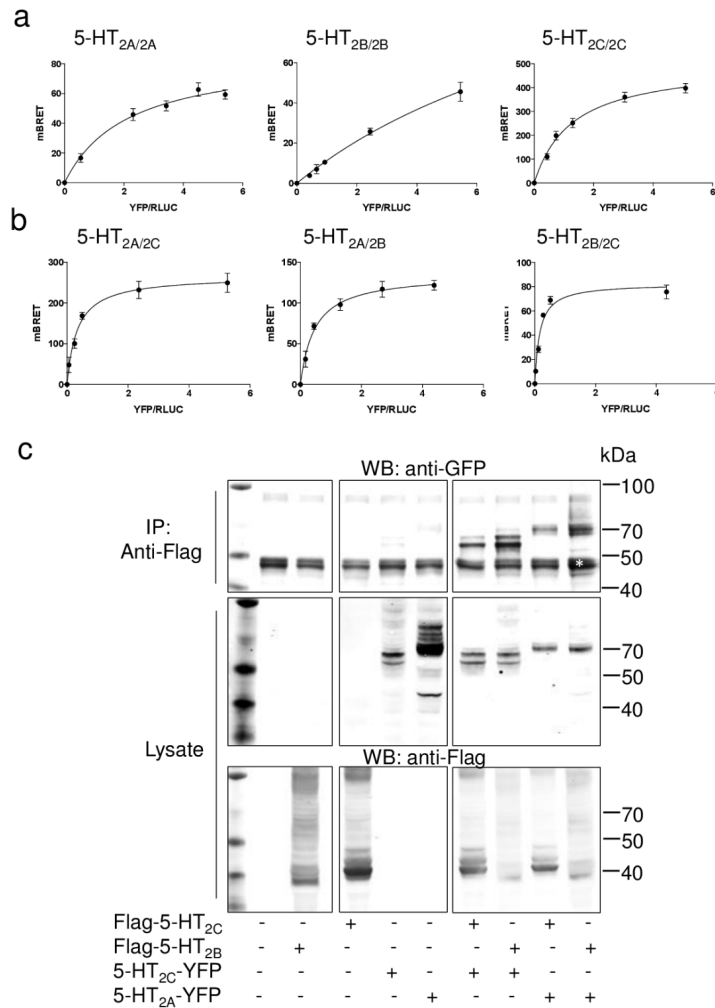 a
5-HT2A/2A
5-HT2B/2B
5-HT2C/2C
mBRET
80
60
40
20
0
0 2 4 6
YFP/RLUC
mBRET
60
40
20
0
0 2 4 6
YFP/RLUC
mBRET
500
400
300
200
100
0
0 2 4 6
YFP/RLUC
b
5-HT2A/2C
5-HT2A/2B
5-HT2B/2C
mBRET
300
200
100
0
0 2 4 6
YFP/RLUC
mBRET
150
100
50
0
0 2 4 6
YFP/RLUC
mBRET
100
80
60
40
20
0
0 2 4 6
YFP/RLUC
c
WB: anti-GFP
kDa
IP:
Anti-Flag
100
70
50
40
*
Lysate
70
50
40
WB: anti-Flag
70
50
40
Flag-5-HT2C - - + - - + - + -
Flag-5-HT2B - + - - - - + - +
5-HT2C-YFP - - - + - + + - -
5-HT2A-YFP - - - - + - - + +